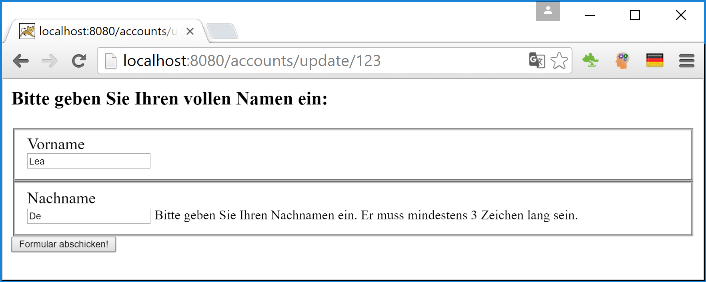 localhost:8080/accounts/u
localhost:8080/accounts/update/123
Bitte geben Sie Ihren vollen Namen ein:
Vorname
Lea
Nachname
De Bitte geben Sie Ihren Nachnamen ein. Er muss mindestens 3 Zeichen lang sein.
Formular abschicken!